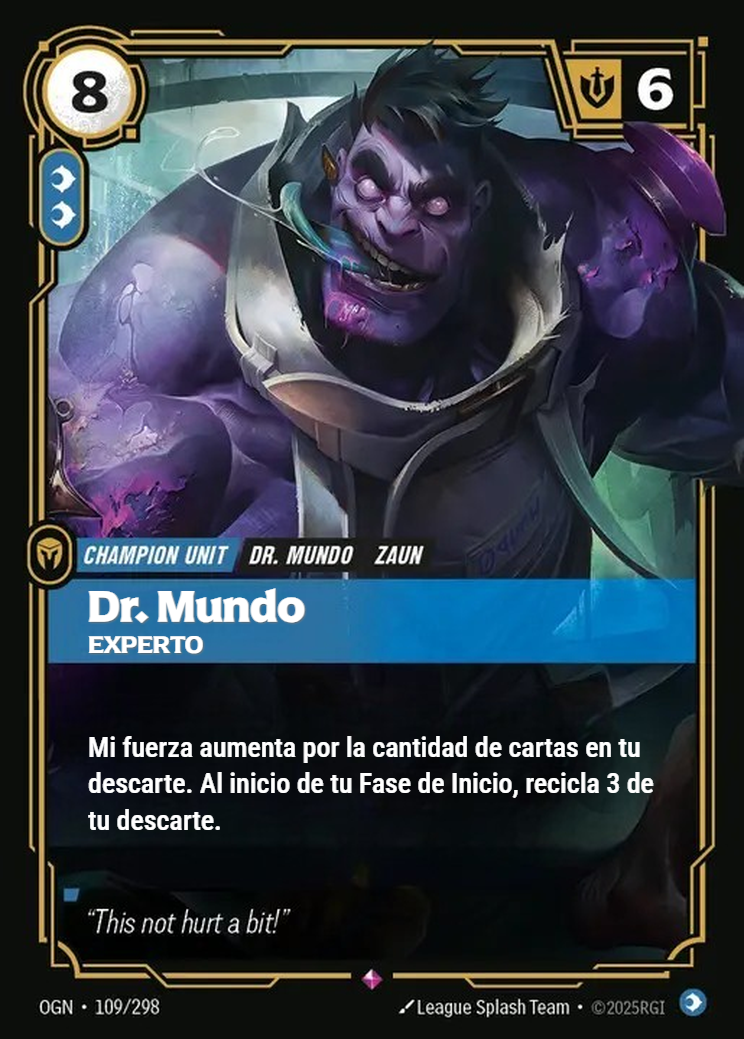 8
6
CHAMPION UNIT DR. MUNDO ZAUN
Dr. Mundo
EXPERTO
Mi fuerza aumenta por la cantidad de cartas en tu
descarte. Al inicio de tu Fase de Inicio, recicla 3 de
tu descarte.
“This not hurt a bit!”
OGN • 109/298
League Splash Team • ©2025RGI